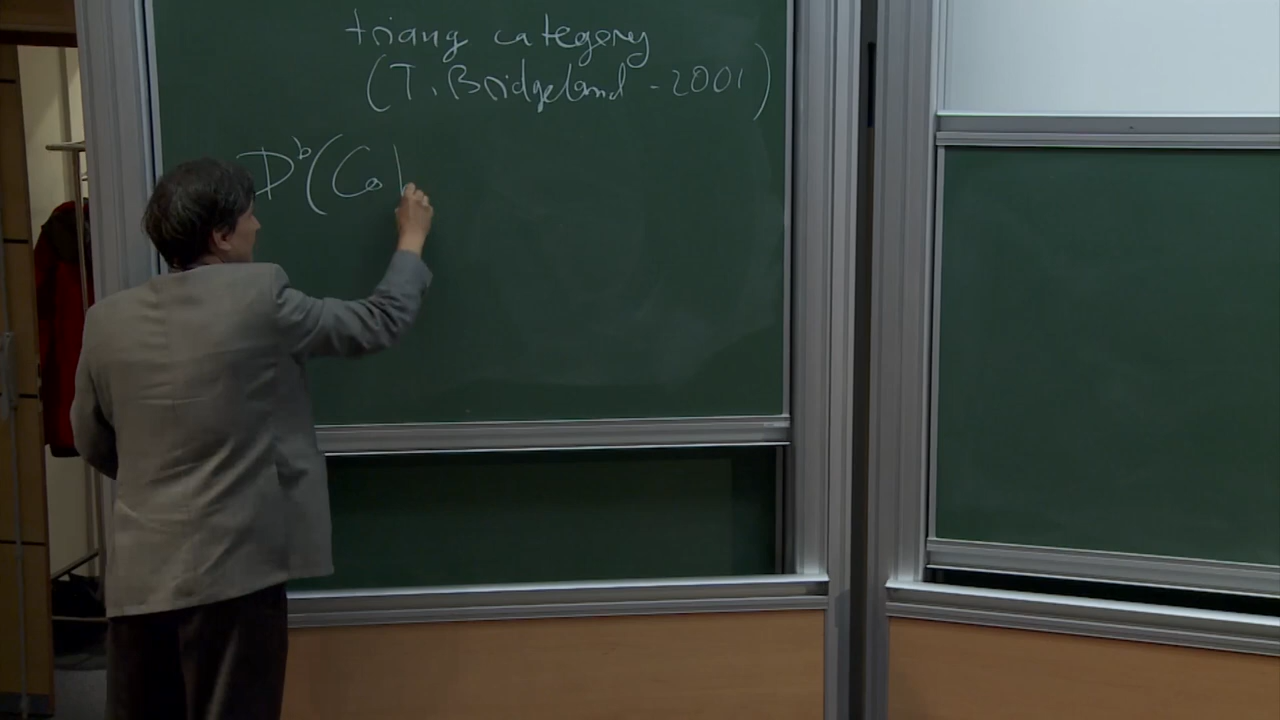 triang category
(T. Bridgeland - 2001)
D^b(Co